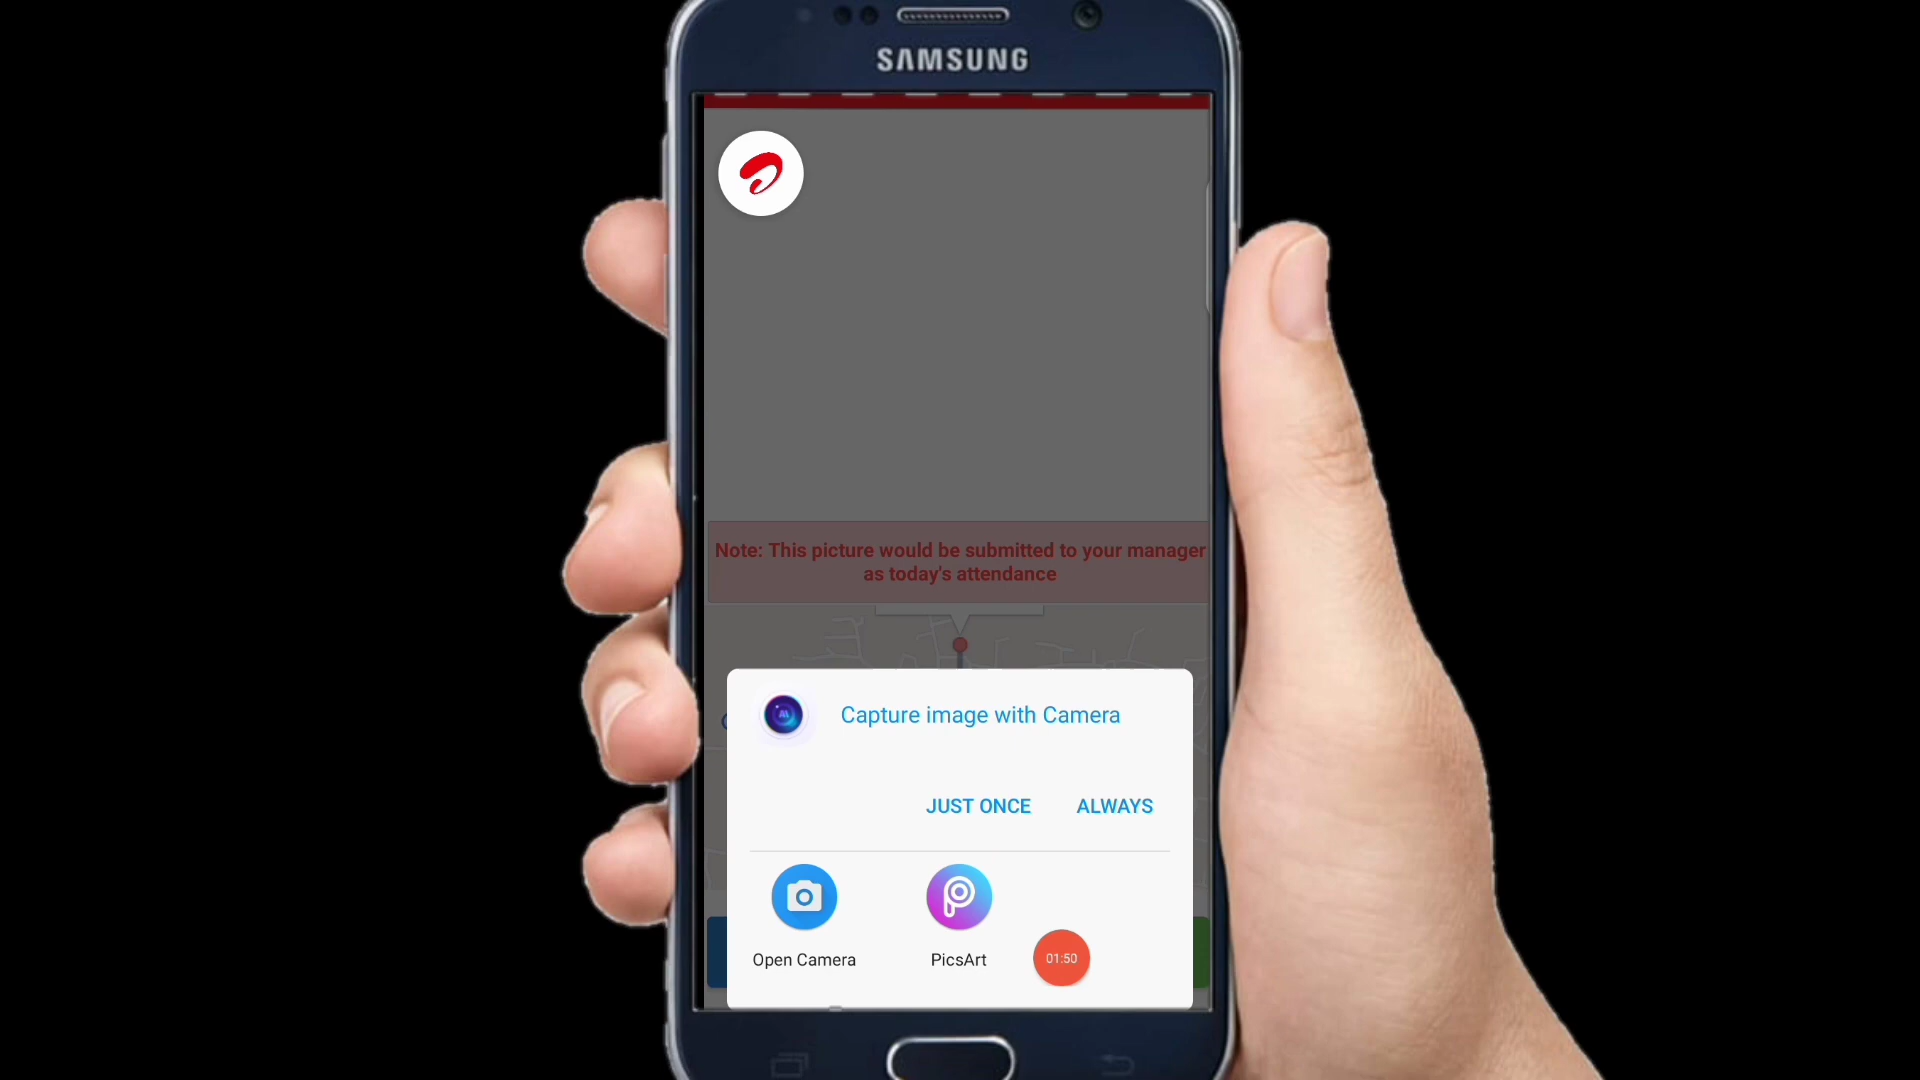 SAMSUNG
Note: This picture would be submitted to your manager
as today's attendance
Capture image with Camera
JUST ONCE ALWAYS
Open Camera PicsArt 01:50